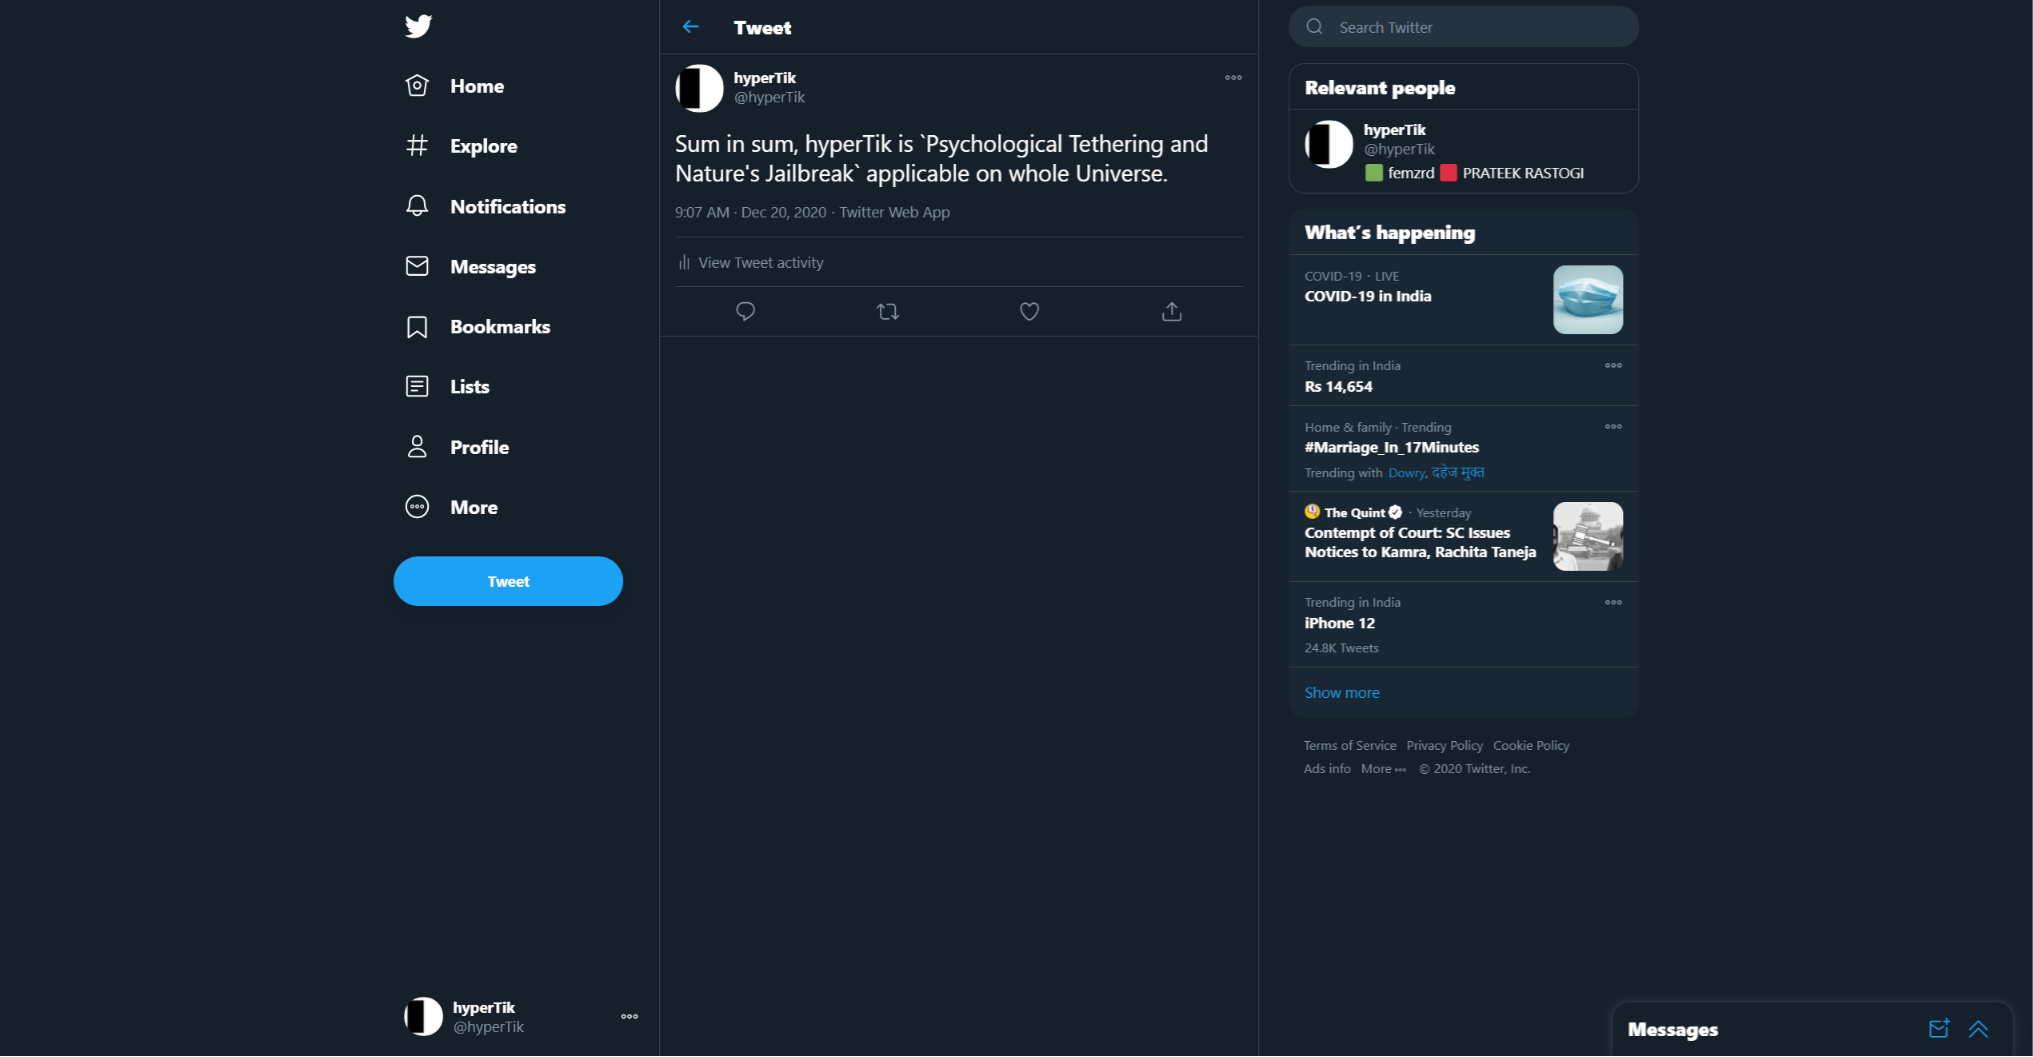 Home
Explore
Notifications
Messages
Bookmarks
Lists
Profile
More
Tweet
hyperTik
@hyperTik
Tweet
hyperTik
@hyperTik
Sum in sum, hyperTik is `Psychological Tethering and
Nature's Jailbreak` applicable on whole Universe.
9:07 AM · Dec 20, 2020 · Twitter Web App
View Tweet activity
Search Twitter
Relevant people
hyperTik
@hyperTik
femzrd PRATEEK RASTOGI
What's happening
COVID-19 · LIVE
COVID-19 in India
Trending in India
Rs 14,654
Home & family · Trending
#Marriage_In_17Minutes
Trending with Dowry, दहेज मुक्त
The Quint · Yesterday
Contempt of Court: SC Issues
Notices to Kamra, Rachita Taneja
Trending in India
iPhone 12
24.8K Tweets
Show more
Terms of Service Privacy Policy Cookie Policy
Ads info More ··· © 2020 Twitter, Inc.
Messages